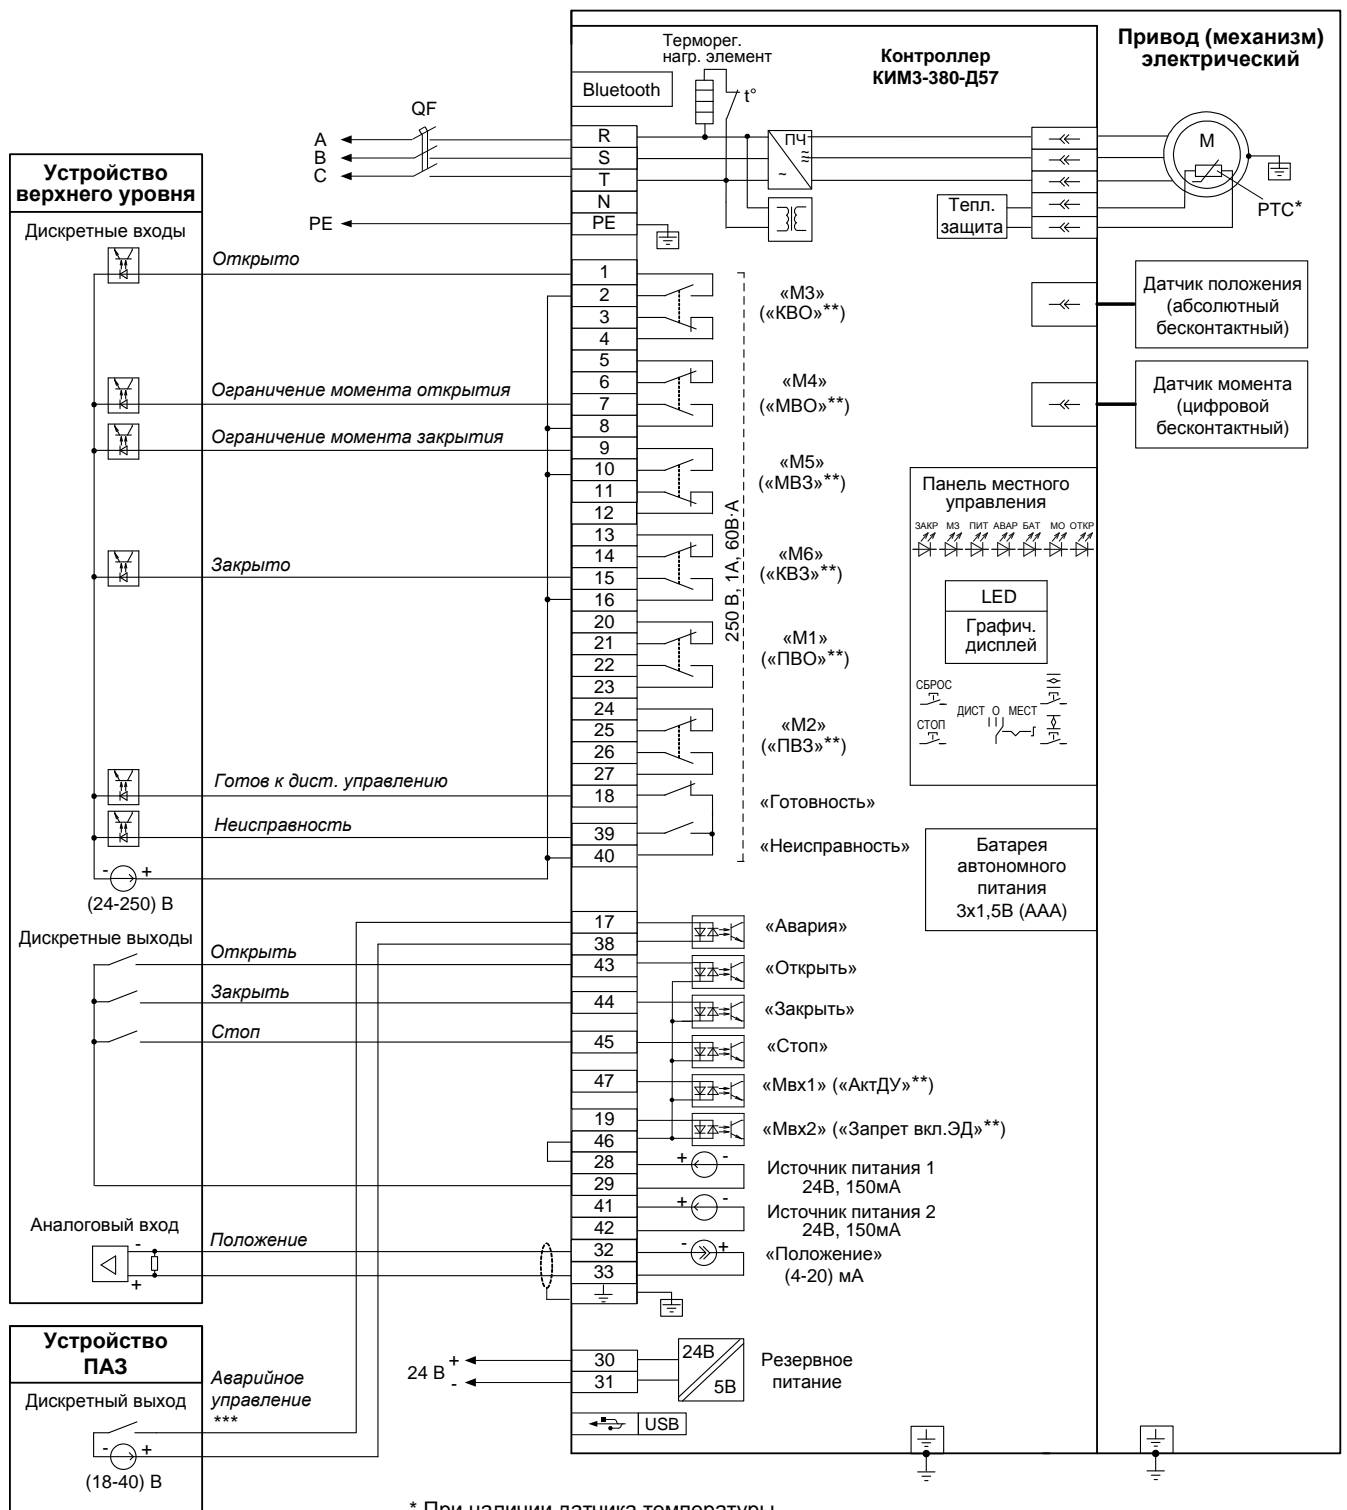 Привод (механизм)
электрический
Контроллер
КИМ3-380-Д57
Терморег.
нагр. элемент
Bluetooth
t°
QF
A
B
C
PE
R
S
T
N
PE
ПЧ
~
≈
M
PTC*
Тепл.
защита
Устройство
верхнего уровня
Дискретные входы
Открыто
Ограничение момента открытия
Ограничение момента закрытия
Закрыто
Готов к дист. управлению
Неисправность
- +
(24-250) В
1
2
3
4
5
6
7
8
9
10
11
12
13
14
15
16
20
21
22
23
24
25
26
27
18
39
40
«М3»
(«КВО»**)
«М4»
(«МВО»**)
«М5»
(«МВЗ»**)
«М6»
(«КВЗ»**)
«М1»
(«ПВО»**)
«М2»
(«ПВЗ»**)
«Готовность»
«Неисправность»
250 В, 1А, 60В·А
Датчик положения
(абсолютный
бесконтактный)
Датчик момента
(цифровой
бесконтактный)
Панель местного
управления
ЗАКР МЗ ПИТ АВАР БАТ МО ОТКР
LED
Графич.
дисплей
СБРОС
СТОП
ДИСТ О МЕСТ
Батарея
автономного
питания
3х1,5В (ААА)
Дискретные выходы
Открыть
Закрыть
Стоп
17
38
43
44
45
47
19
46
28
29
41
42
32
33
«Авария»
«Открыть»
«Закрыть»
«Стоп»
«Мвх1» («АктДУ»**)
«Мвх2» («Запрет вкл.ЭД»**)
+ -
Источник питания 1
24В, 150мА
+ -
Источник питания 2
24В, 150мА
- +
«Положение»
(4-20) мА
Аналоговый вход
Положение
-
+
24 В
+
-
30
31
24В
5В
Резервное
питание
USB
Устройство
ПАЗ
Дискретный выход
Аварийное
управление
***
- +
(18-40) В
* При наличии датчика температуры